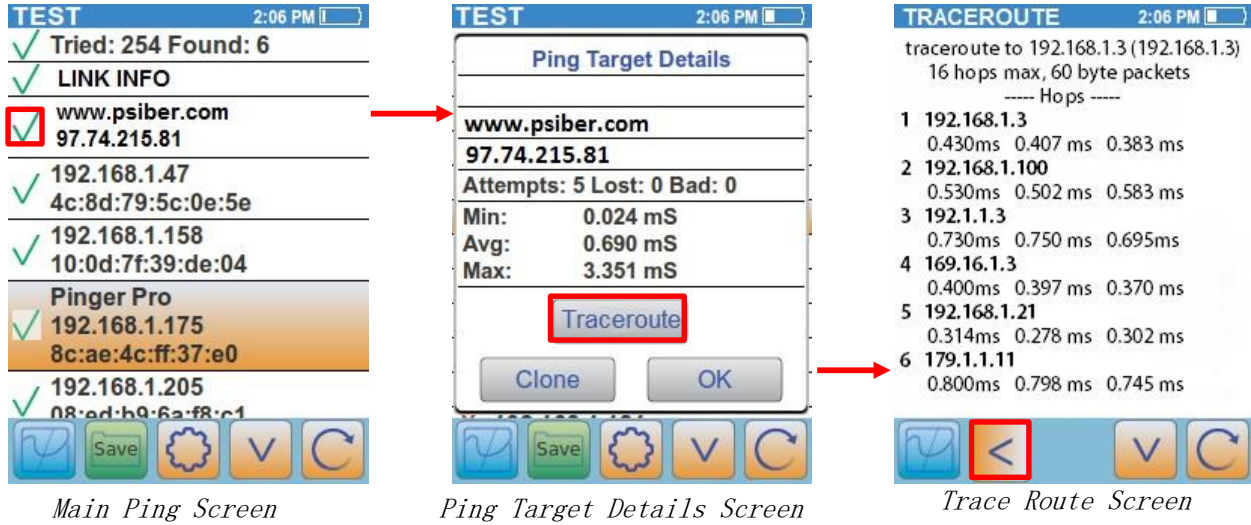 TEST 2:06 PM
Tried: 254 Found: 6
LINK INFO
www.psiber.com
97.74.215.81
192.168.1.47
4c:8d:79:5c:0e:5e
192.168.1.158
10:0d:7f:39:de:04
Pinger Pro
192.168.1.175
8c:ae:4c:ff:37:e0
192.168.1.205
08:ed:b9:6a:f8:c1
Save
V
Main Ping Screen
TEST 2:06 PM
Ping Target Details
www.psiber.com
97.74.215.81
Attempts: 5 Lost: 0 Bad: 0
Min: 0.024 mS
Avg: 0.690 mS
Max: 3.351 mS
Traceroute
Clone OK
Save
V
Ping Target Details Screen
TRACEROUTE 2:06 PM
traceroute to 192.168.1.3 (192.168.1.3)
16 hops max, 60 byte packets
----- Hops -----
1 192.168.1.3
0.430ms 0.407 ms 0.383 ms
2 192.168.1.100
0.530ms 0.502 ms 0.583 ms
3 192.1.1.3
0.730ms 0.750 ms 0.695ms
4 169.16.1.3
0.400ms 0.397 ms 0.370 ms
5 192.168.1.21
0.314ms 0.278 ms 0.302 ms
6 179.1.1.11
0.800ms 0.798 ms 0.745 ms
< V
Trace Route Screen